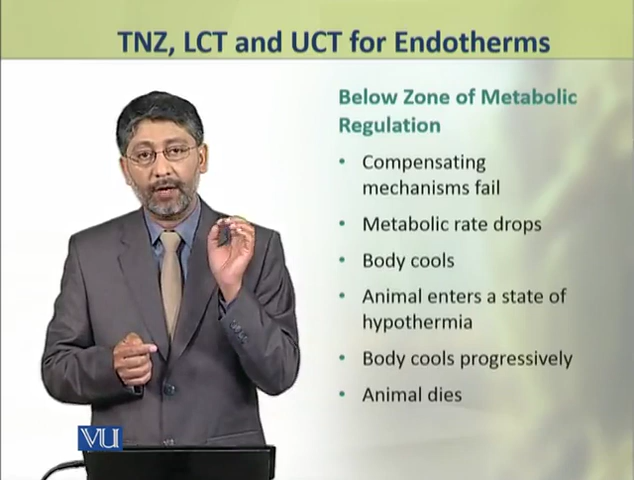 TNZ, LCT and UCT for Endotherms
Below Zone of Metabolic
Regulation
• Compensating
mechanisms fail
• Metabolic rate drops
• Body cools
• Animal enters a state of
hypothermia
• Body cools progressively
• Animal dies
VU